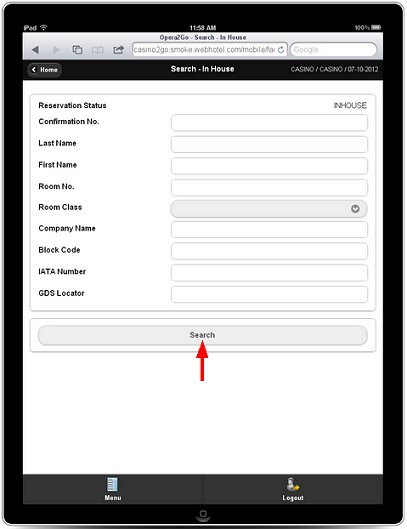 iPad 11:58 AM 100%
Opera2Go - Search - In House
casino2go.smoke.webhotel.com/mobile/fa Google
Home Search - In House CASINO / CASINO / 07-10-2012
Reservation Status INHOUSE
Confirmation No.
Last Name
First Name
Room No.
Room Class
Company Name
Block Code
IATA Number
GDS Locator
Search
Menu Logout